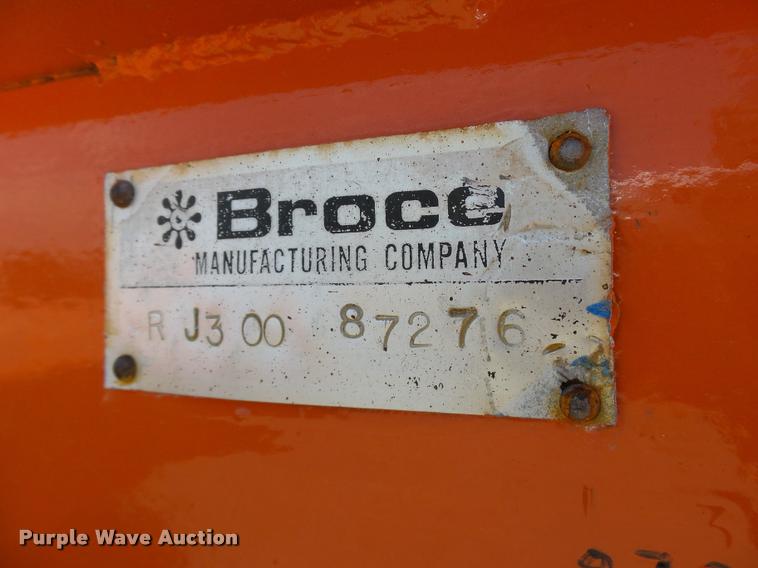 Broce
MANUFACTURING COMPANY
R J3 00 87276
Purple Wave Auction